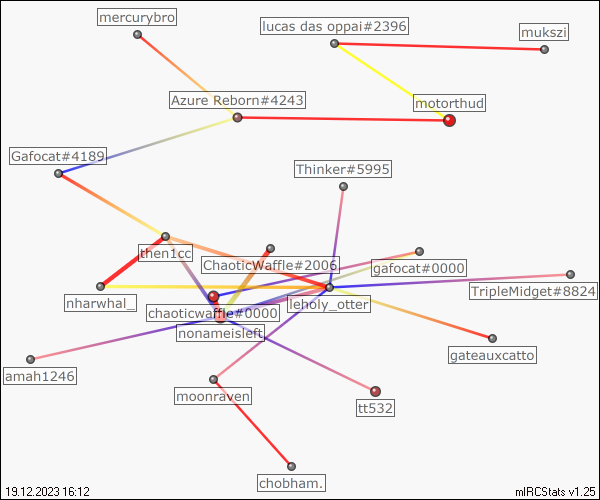 mercurybro
lucas das oppai#2396
mukszi
Azure Reborn#4243
motorthud
Gafocat#4189
Thinker#5995
then1cc
ChaoticWaffle#2006
gafocat#0000
TripleMidget#8824
nharwhal_
leholy_otter
chaoticwaffle#0000
nonameisleft
gateauxcatto
amah1246
moonraven
tt532
chobham.
19.12.2023 16:12
mIRCStats v1.25